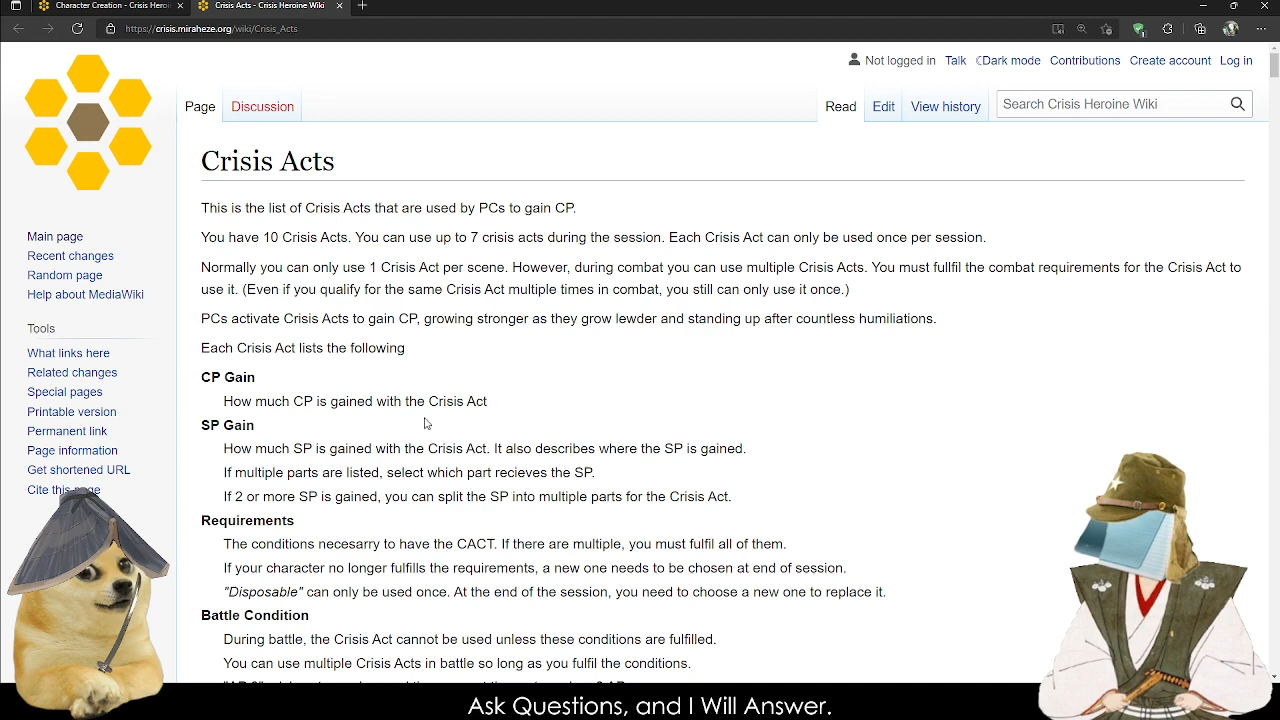 Character Creation - Crisis Heroi
Crisis Acts - Crisis Heroine Wiki
https://crisis.miraheze.org/wiki/Crisis_Acts
Not logged in Talk Dark mode Contributions Create account Log in
Page Discussion Read Edit View history Search Crisis Heroine Wiki
Crisis Acts
This is the list of Crisis Acts that are used by PCs to gain CP.
You have 10 Crisis Acts. You can use up to 7 crisis acts during the session. Each Crisis Act can only be used once per session.
Normally you can only use 1 Crisis Act per scene. However, during combat you can use multiple Crisis Acts. You must fullfil the combat requirements for the Crisis Act to
use it. (Even if you qualify for the same Crisis Act multiple times in combat, you still can only use it once.)
PCs activate Crisis Acts to gain CP, growing stronger as they grow lewder and standing up after countless humiliations.
Each Crisis Act lists the following
CP Gain
How much CP is gained with the Crisis Act
SP Gain
How much SP is gained with the Crisis Act. It also describes where the SP is gained.
If multiple parts are listed, select which part recieves the SP.
If 2 or more SP is gained, you can split the SP into multiple parts for the Crisis Act.
Requirements
The conditions necesarry to have the CACT. If there are multiple, you must fulfil all of them.
If your character no longer fulfills the requirements, a new one needs to be chosen at end of session.
"Disposable" can only be used once. At the end of the session, you need to choose a new one to replace it.
Battle Condition
During battle, the Crisis Act cannot be used unless these conditions are fulfilled.
You can use multiple Crisis Acts in battle so long as you fulfil the conditions.
Main page
Recent changes
Random page
Help about MediaWiki
Tools
What links here
Related changes
Special pages
Printable version
Permanent link
Page information
Get shortened URL
Cite this page
Ask Questions, and I Will Answer.